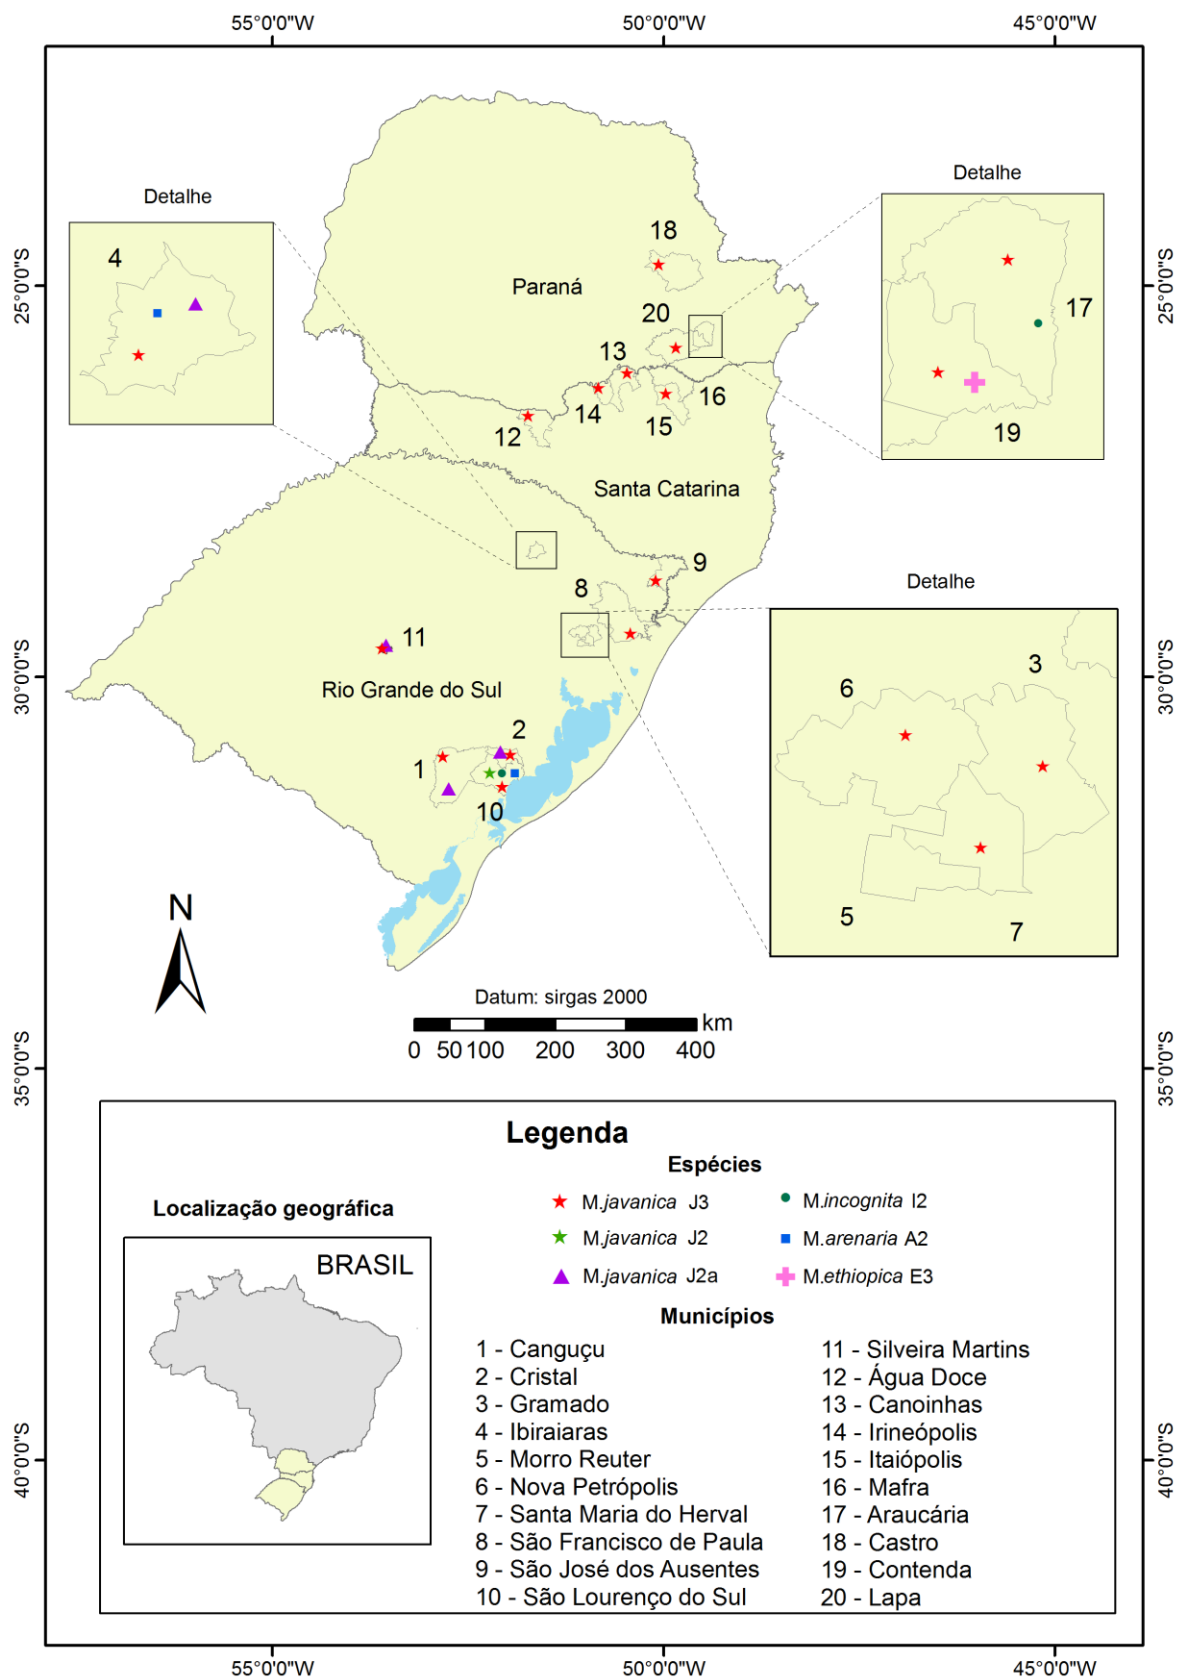 55°0'0"W 50°0'0"W 45°0'0"W
Detalhe
Detalhe
4
18
17
25°0'0"S
25°0'0"S
Paraná
20
13
16
14
15
12
19
Santa Catarina
9
8
Detalhe
11
3
6
30°0'0"S
30°0'0"S
Rio Grande do Sul
2
1
10
5
7
N
Datum: sirgas 2000
km
0 50 100 200 300 400
35°0'0"S
35°0'0"S
Legenda
Espécies
M.javanica J3
M.incognita I2
M.javanica J2
M.arenaria A2
M.javanica J2a
M.ethiopica E3
Localização geográfica
BRASIL
Municípios
1 - Canguçu
2 - Cristal
3 - Gramado
4 - Ibiraiaras
5 - Morro Reuter
6 - Nova Petrópolis
7 - Santa Maria do Herval
8 - São Francisco de Paula
9 - São José dos Ausentes
10 - São Lourenço do Sul
11 - Silveira Martins
12 - Água Doce
13 - Canoinhas
14 - Irineópolis
15 - Itaiópolis
16 - Mafra
17 - Araucária
18 - Castro
19 - Contenda
20 - Lapa
40°0'0"S
40°0'0"S
55°0'0"W 50°0'0"W 45°0'0"W